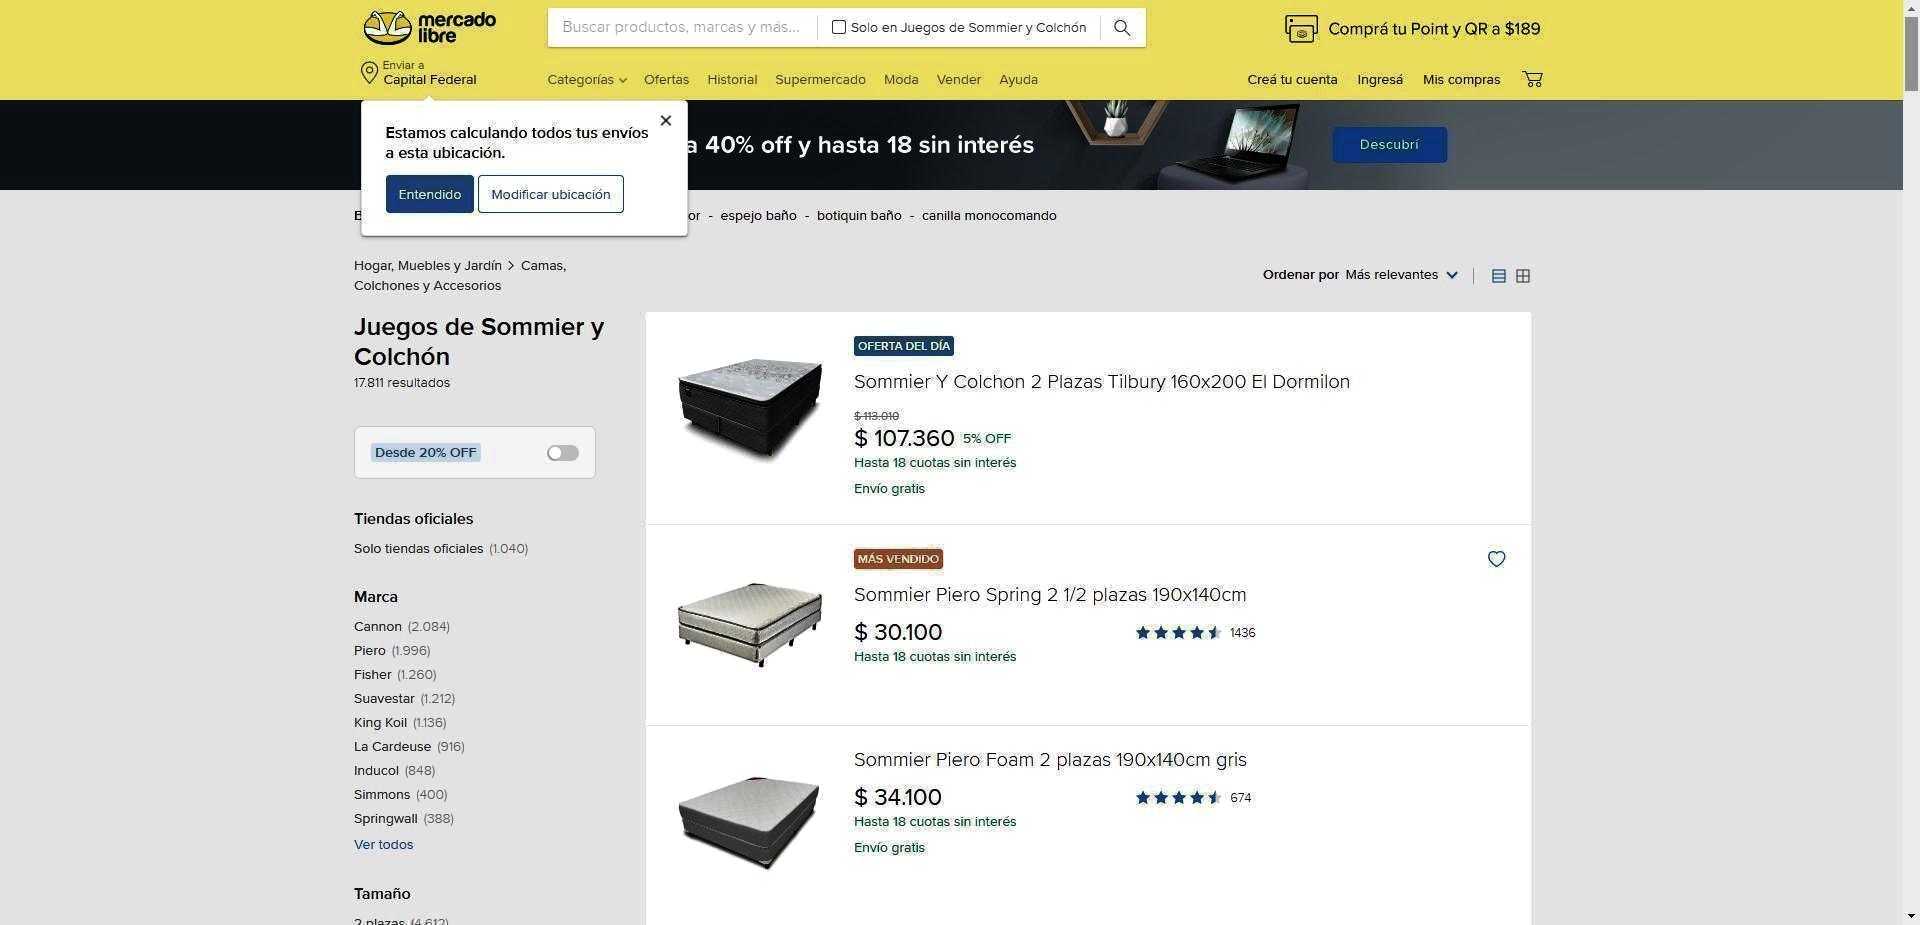 mercado
libre
Buscar productos, marcas y más...
Solo en Juegos de Sommier y Colchón
Comprá tu Point y QR a $189
Enviar a
Capital Federal
Categorías
Ofertas
Historial
Supermercado
Moda
Vender
Ayuda
Creá tu cuenta
Ingresá
Mis compras
Estamos calculando todos tus envíos
a esta ubicación.
Entendido
Modificar ubicación
a 40% off y hasta 18 sin interés
Descubrí
B
or - espejo baño - botiquin baño - canilla monocomando
Hogar, Muebles y Jardín > Camas,
Colchones y Accesorios
Ordenar por Más relevantes
Juegos de Sommier y
Colchón
17.811 resultados
Desde 20% OFF
Tiendas oficiales
Solo tiendas oficiales (1.040)
Marca
Cannon (2.084)
Piero (1.996)
Fisher (1.260)
Suavestar (1.212)
King Koil (1.136)
La Cardeuse (916)
Inducol (848)
Simmons (400)
Springwall (388)
Ver todos
Tamaño
2 plazas (4.612)
OFERTA DEL DÍA
Sommier Y Colchon 2 Plazas Tilbury 160x200 El Dormilon
$ 113.010
$ 107.360 5% OFF
Hasta 18 cuotas sin interés
Envío gratis
MÁS VENDIDO
Sommier Piero Spring 2 1/2 plazas 190x140cm
$ 30.100
1436
Hasta 18 cuotas sin interés
Sommier Piero Foam 2 plazas 190x140cm gris
$ 34.100
674
Hasta 18 cuotas sin interés
Envío gratis